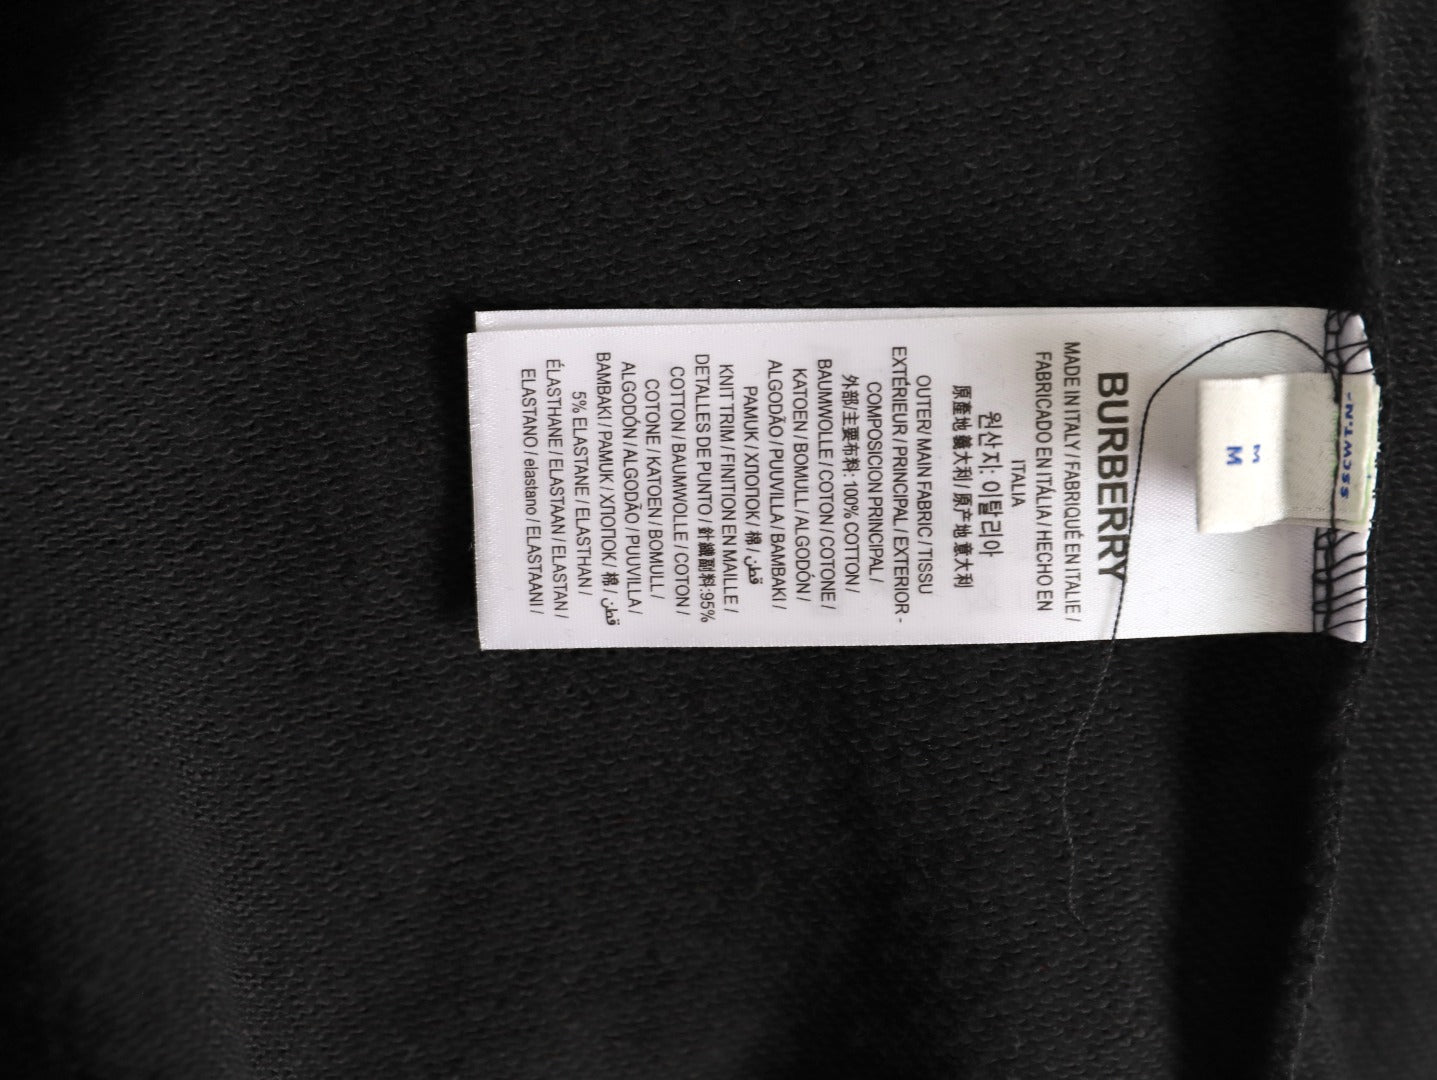 BURBERRY
MADE IN ITALY / FABRIQUÉ EN ITALIE /
FABRICADO EN ITÁLIA / HECHO EN
ITALIA
원산지: 이탈리아
原產地 義大利 / 原产地 意大利
OUTER/ MAIN FABRIC / TISSU
EXTÉRIEUR / PRINCIPAL / EXTERIOR -
COMPOSICION PRINCIPAL /
外部/主要布料: 100% COTTON /
BAUMWOLLE / COTON / COTONE /
KATOEN / BOMULL / ALGODÓN /
ALGODÃO / PUUVILLA / BAMBAKI /
PAMUK / ХЛОПОК / 棉 / قطن
KNIT TRIM / FINITION EN MAILLE /
DETALLES DE PUNTO / 針織副料:95%
COTTON / BAUMWOLLE / COTON /
COTONE / KATOEN / BOMULL /
ALGODÓN / ALGODÃO / PUUVILLA /
BAMBAKI / PAMUK / ХЛОПОК / 棉 / قطن
5% ELASTANE / ELASTHAN /
ÉLASTHANE / ELASTAAN / ELASTAN /
ELASTANO / elastano / ELASTAANI /
M
M